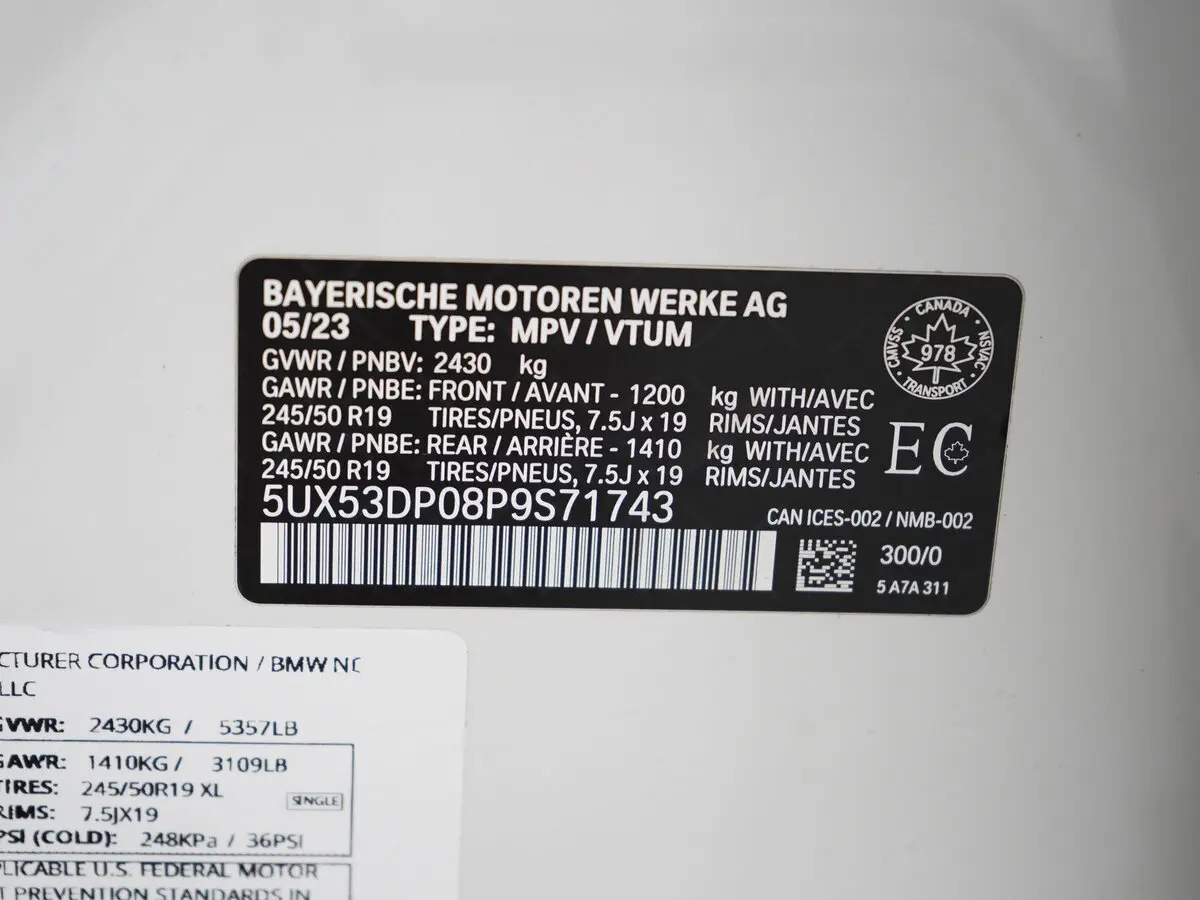 BAYERISCHE MOTOREN WERKE AG
05/23 TYPE: MPV / VTUM
GVWR / PNBV: 2430 kg
GAWR / PNBE: FRONT / AVANT - 1200 kg WITH/AVEC
245/50 R19 TIRES/PNEUS, 7.5J x 19 RIMS/JANTES
GAWR / PNBE: REAR / ARRIÈRE - 1410 kg WITH/AVEC
245/50 R19 TIRES/PNEUS, 7.5J x 19 RIMS/JANTES
5UX53DP08P9S71743
CANADA
CMVSS 978 NSVAC
TRANSPORT
EC
CAN ICES-002 / NMB-002
300/0
5 A7A 311
CTURER CORPORATION / BMW NC
LLC
GVWR: 2430KG / 5357LB
GAWR: 1410KG / 3109LB
TIRES: 245/50R19 XL
SINGLE
RIMS: 7.5JX19
PSI (COLD): 248KPa / 36PSI
PLICABLE U.S. FEDERAL MOTOR
T PREVENTION STANDARDS IN